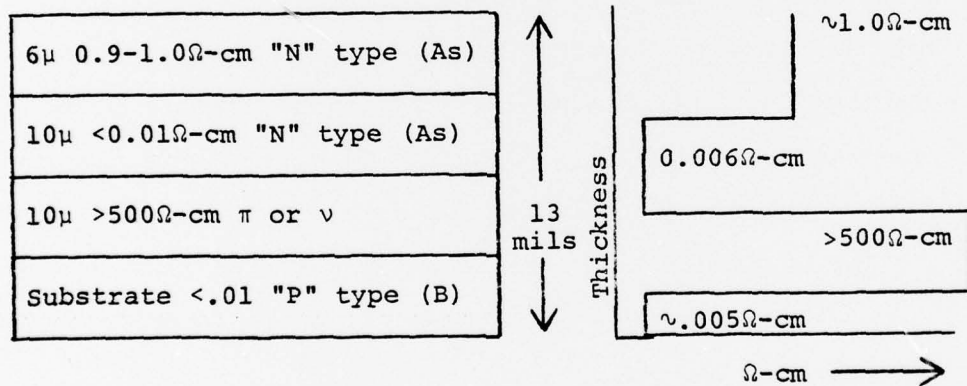 6μ 0.9-1.0Ω-cm "N" type (As)
10μ <0.01Ω-cm "N" type (As)
10μ >500Ω-cm π or ν
Substrate <.01 "P" type (B)
13
mils
Thickness
~1.0Ω-cm
0.006Ω-cm
>500Ω-cm
~.005Ω-cm
Ω-cm